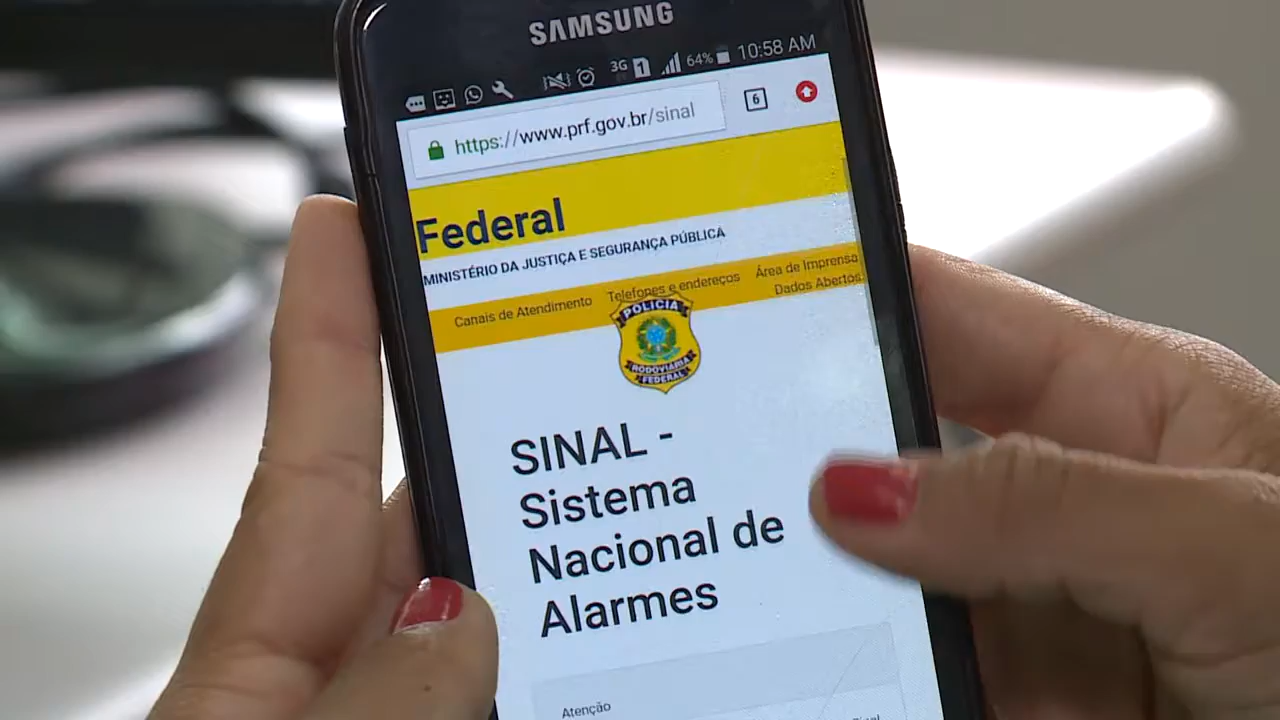 SAMSUNG
3G 1 64% 10:58 AM
https://www.prf.gov.br/sinal
6
Federal
MINISTÉRIO DA JUSTIÇA E SEGURANÇA PÚBLICA
Canais de Atendimento Telefones e endereços Área de Imprensa
Dados Abertos
POLÍCIA
RODOVIÁRIA
FEDERAL
SINAL -
Sistema
Nacional de
Alarmes
Atenção
Sinal